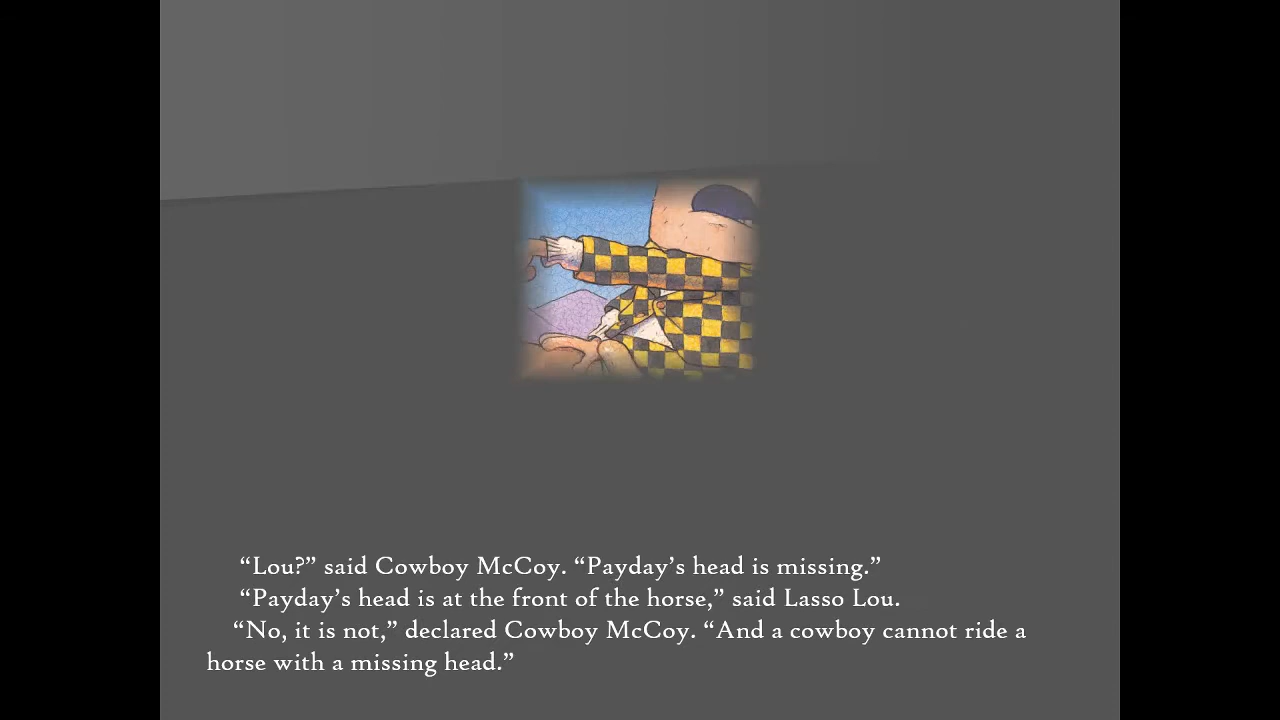 “Lou?” said Cowboy McCoy. “Payday’s head is missing.”
“Payday’s head is at the front of the horse,” said Lasso Lou.
“No, it is not,” declared Cowboy McCoy. “And a cowboy cannot ride a
horse with a missing head.”